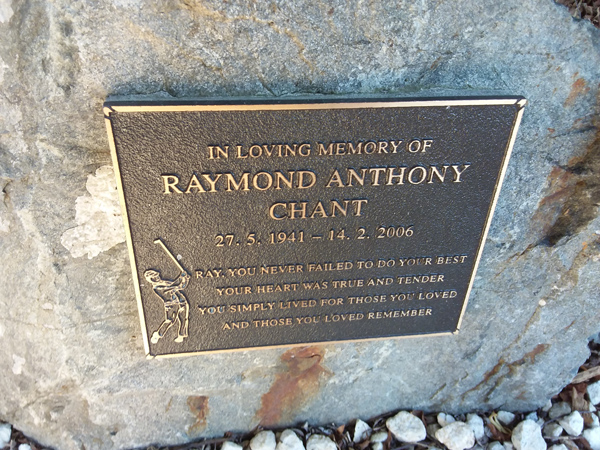 IN LOVING MEMORY OF
RAYMOND ANTHONY
CHANT
27. 5. 1941 – 14. 2. 2006
RAY, YOU NEVER FAILED TO DO YOUR BEST
YOUR HEART WAS TRUE AND TENDER
YOU SIMPLY LIVED FOR THOSE YOU LOVED
AND THOSE YOU LOVED REMEMBER